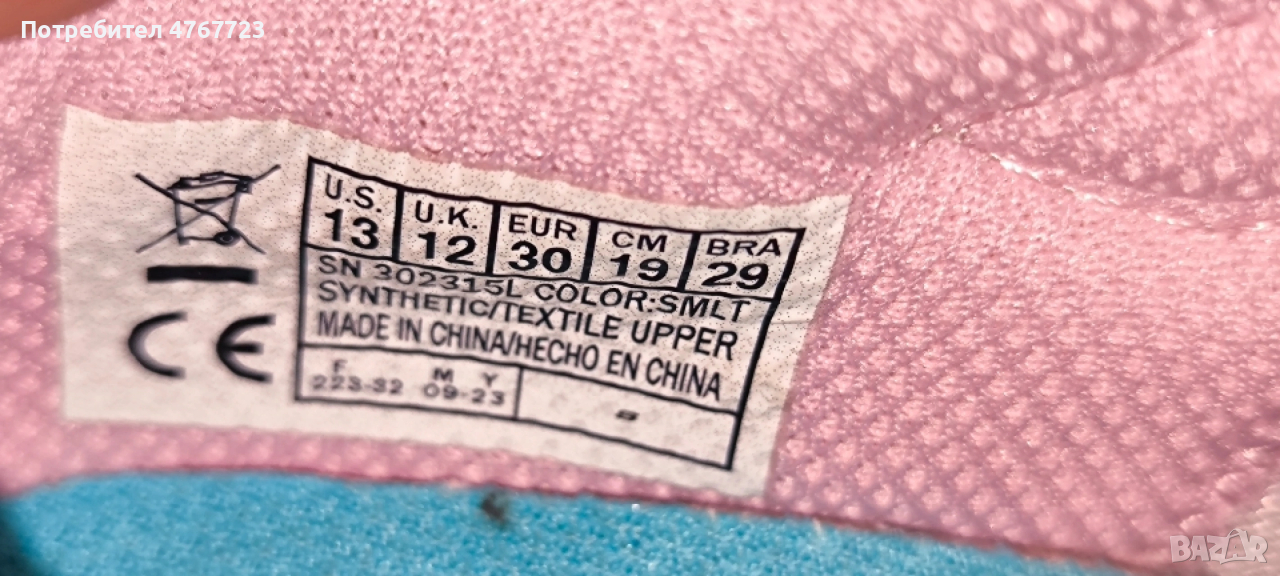 Потребител 4767723
U.S. U.K. EUR CM BRA
13 12 30 19 29
SN 302315L COLOR:SMLT
SYNTHETIC/TEXTILE UPPER
MADE IN CHINA/HECHO EN CHINA
F M Y
223-32 09-23
CE
BAZAR